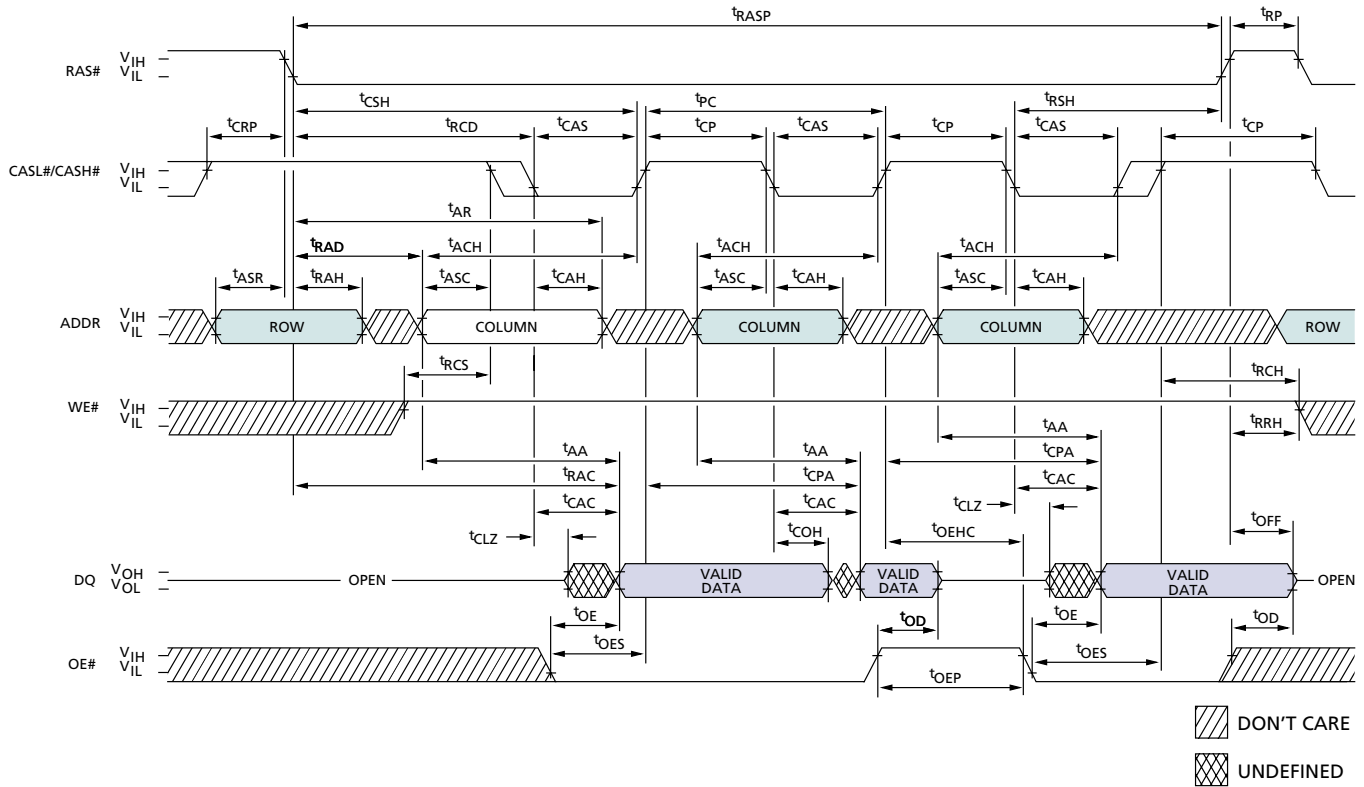 tRASP tRP
RAS# VIH
VIL
tCSH tPC tRSH
tCRP tRCD tCAS tCP tCAS tCP tCAS tCP
CASL#/CASH# VIH
VIL
tAR
tRAD tACH tACH tACH
tASR tRAH tASC tCAH tASC tCAH tASC tCAH
ADDR VIH
VIL
ROW COLUMN COLUMN COLUMN ROW
tRCS tRCH
WE# VIH
VIL
tRRH
tAA tAA tAA
tRAC tCPA tCPA
tCAC tCAC tCAC
tCLZ tCOH tOEHC tCLZ tOFF
DQ VOH
VOL
OPEN VALID DATA VALID DATA VALID DATA OPEN
tOE tOD tOE tOD
tOES tOES
OE# VIH
VIL
tOEP
DON'T CARE
UNDEFINED